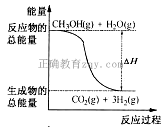 能量
反应物的
总能量
CH₃OH(g) + H₂O(g)
ΔH
生成物的
总能量
CO₂(g) + 3H₂(g)
反应过程